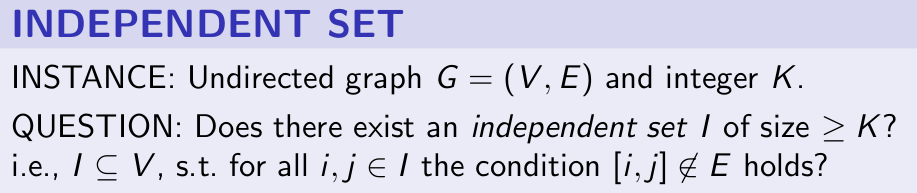 INDEPENDENT SET
INSTANCE: Undirected graph G = (V, E) and integer K.
QUESTION: Does there exist an independent set I of size ≥ K?
i.e., I ⊆ V, s.t. for all i, j ∈ I the condition [i, j] ∉ E holds?